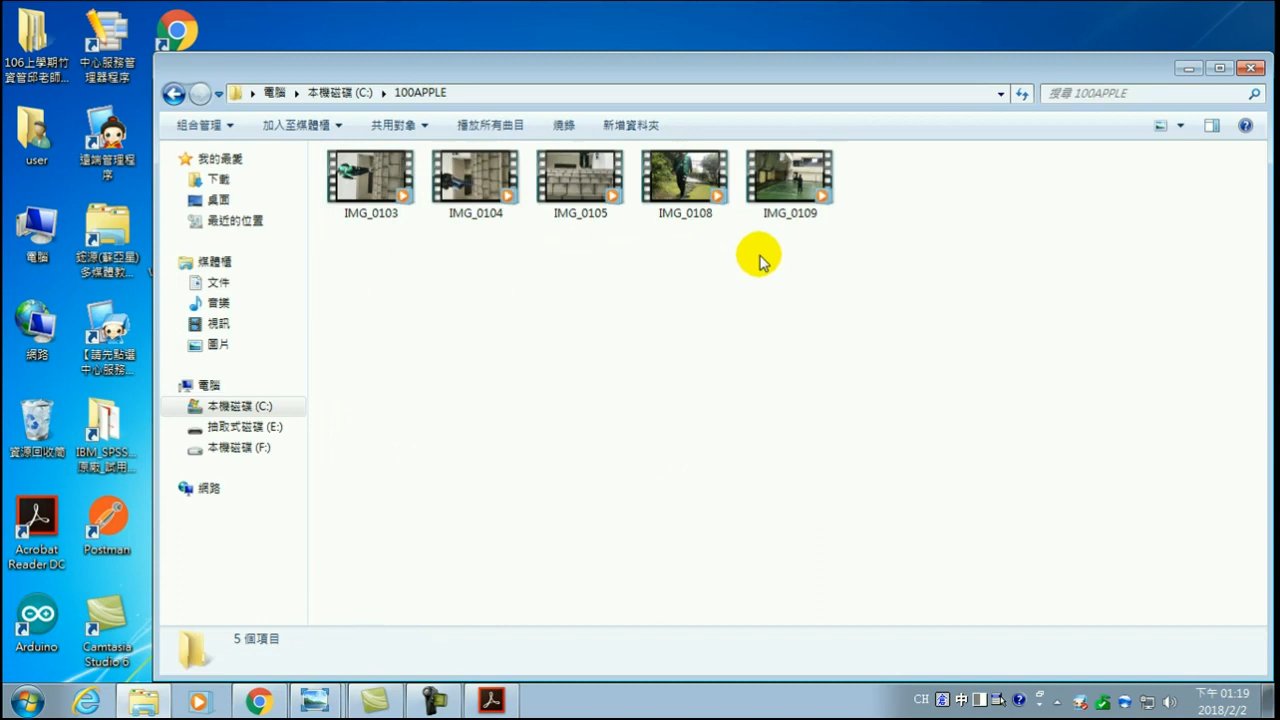 106上學期竹
資管邱老師...
中心服務管
理器程序
電腦
本機磁碟 (C:)
100APPLE
搜尋 100APPLE
組合管理
加入至媒體櫃
共用對象
播放所有曲目
燒錄
新增資料夾
user
遠端管理程
序
我的最愛
下載
桌面
最近的位置
IMG_0103
IMG_0104
IMG_0105
IMG_0108
IMG_0109
電腦
蛇源(蘇亞星)
多媒體教...
媒體櫃
文件
音樂
視訊
圖片
網路
【請先點選
中心服務...
電腦
本機磁碟 (C:)
抽取式磁碟 (E:)
本機磁碟 (F:)
網路
資源回收筒
IBM_SPSS...
原廠_試用...
Acrobat
Reader DC
Postman
Arduino
Camtasia
Studio 6
5 個項目
CH
中
下午 01:19
2018/2/2